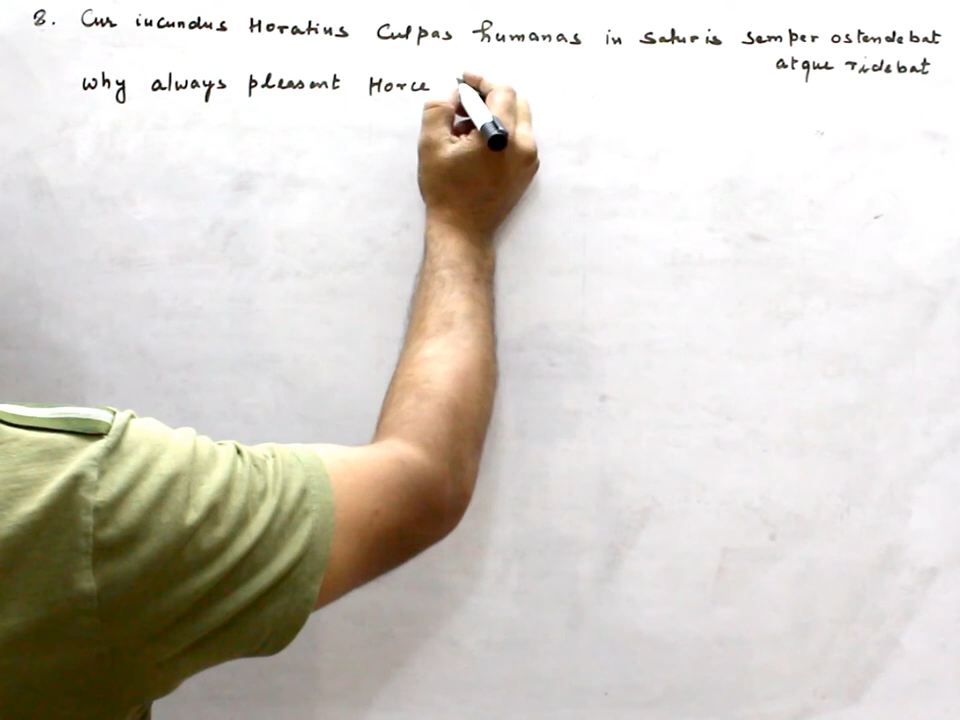 8. Cur iucundus Horatius Culpas humanas in saturis semper ostendebat
atque ridebat
why always pleasant Horce